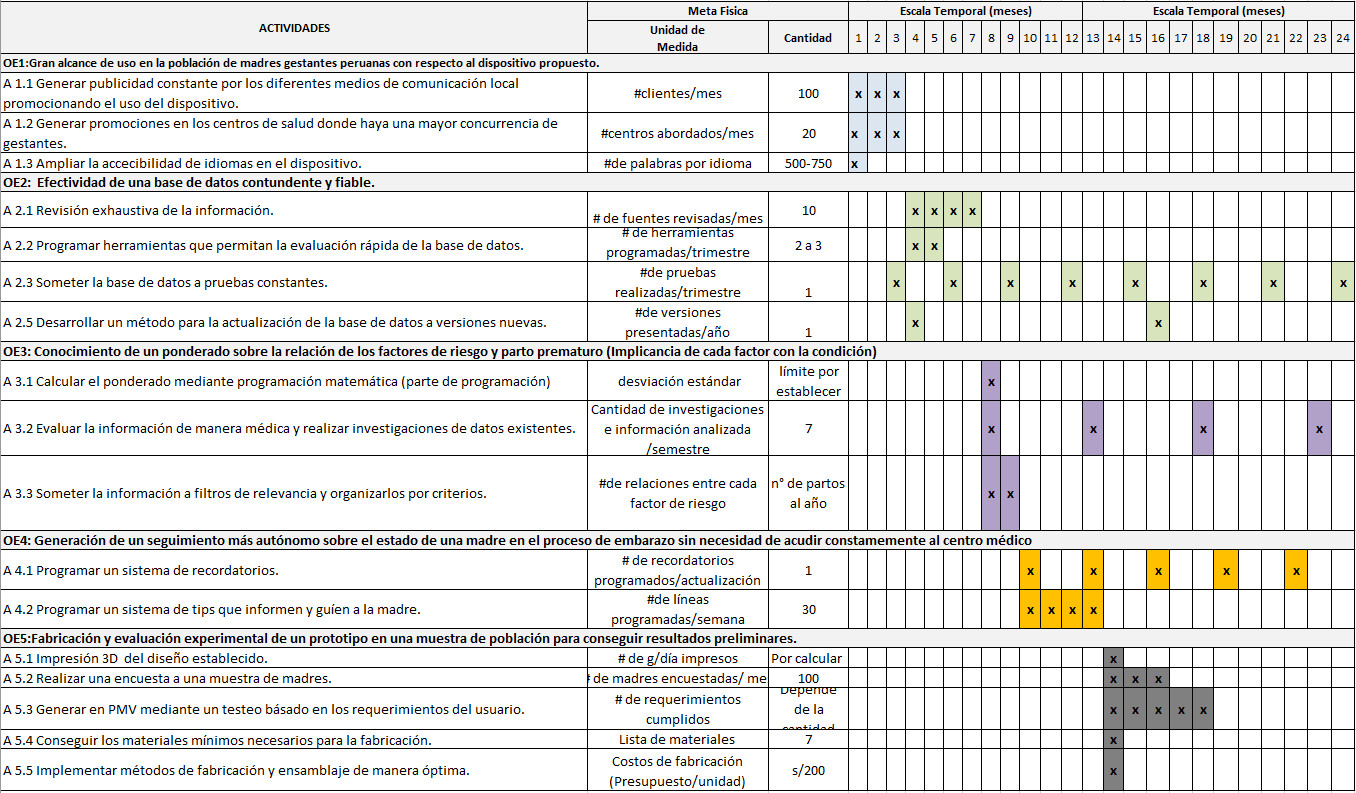 ACTIVIDADES
Meta Fisica
Escala Temporal (meses)
Escala Temporal (meses)
Unidad de
Medida
Cantidad
1 2 3 4 5 6 7 8 9 10 11 12 13 14 15 16 17 18 19 20 21 22 23 24
OE1:Gran alcance de uso en la población de madres gestantes peruanas con respecto al dispositivo propuesto.
A 1.1 Generar publicidad constante por los diferentes medios de comunicación local
promocionando el uso del dispositivo.
#clientes/mes
100
x x x
A 1.2 Generar promociones en los centros de salud donde haya una mayor concurrencia de
gestantes.
#centros abordados/mes
20
x x x
A 1.3 Ampliar la accecibilidad de idiomas en el dispositivo.
#de palabras por idioma
500-750
x
OE2: Efectividad de una base de datos contundente y fiable.
A 2.1 Revisión exhaustiva de la información.
# de fuentes revisadas/mes
10
x x x x
A 2.2 Programar herramientas que permitan la evaluación rápida de la base de datos.
# de herramientas
programadas/trimestre
2 a 3
x x
A 2.3 Someter la base de datos a pruebas constantes.
#de pruebas
realizadas/trimestre
1
x x x x x x x x
A 2.5 Desarrollar un método para la actualización de la base de datos a versiones nuevas.
#de versiones
presentadas/año
1
x x
OE3: Conocimiento de un ponderado sobre la relación de los factores de riesgo y parto prematuro (Implicancia de cada factor con la condición)
A 3.1 Calcular el ponderado mediante programación matemática (parte de programación)
desviación estándar
límite por
establecer
x
A 3.2 Evaluar la información de manera médica y realizar investigaciones de datos existentes.
Cantidad de investigaciones
e información analizada
/semestre
7
x x x x
A 3.3 Someter la información a filtros de relevancia y organizarlos por criterios.
#de relaciones entre cada
factor de riesgo
n° de partos
al año
x x
OE4: Generación de un seguimiento más autónomo sobre el estado de una madre en el proceso de embarazo sin necesidad de acudir constamemente al centro médico
A 4.1 Programar un sistema de recordatorios.
# de recordatorios
programados/actualización
1
x x x x x
A 4.2 Programar un sistema de tips que informen y guíen a la madre.
#de líneas
programadas/semana
30
x x x x
OE5:Fabricación y evaluación experimental de un prototipo en una muestra de población para conseguir resultados preliminares.
A 5.1 Impresión 3D del diseño establecido.
# de g/día impresos
Por calcular
x
A 5.2 Realizar una encuesta a una muestra de madres.
# de madres encuestadas/ me
100
x x x
A 5.3 Generar en PMV mediante un testeo básado en los requerimientos del usuario.
# de requerimientos
cumplidos
Depende
de la
cantidad
x x x x x
A 5.4 Conseguir los materiales mínimos necesarios para la fabricación.
Lista de materiales
7
x
A 5.5 Implementar métodos de fabricación y ensamblaje de manera óptima.
Costos de fabricación
(Presupuesto/unidad)
s/200
x